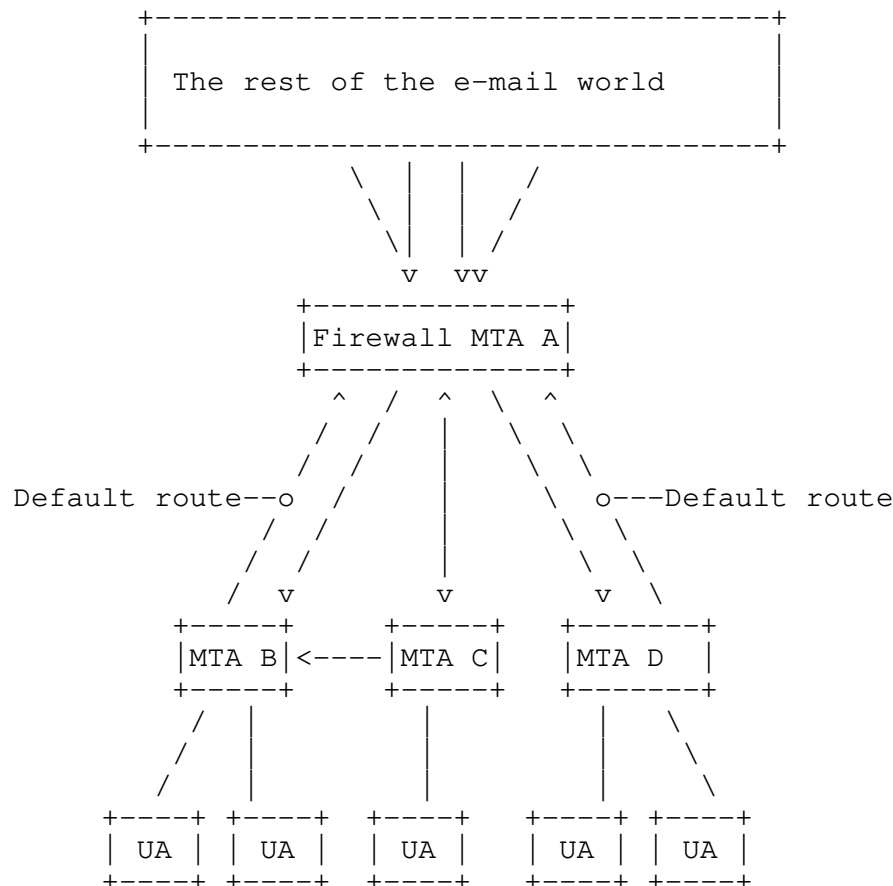 The rest of the e-mail world
Firewall MTA A
Default route--o o---Default route
MTA B MTA C MTA D
UA UA UA UA UA